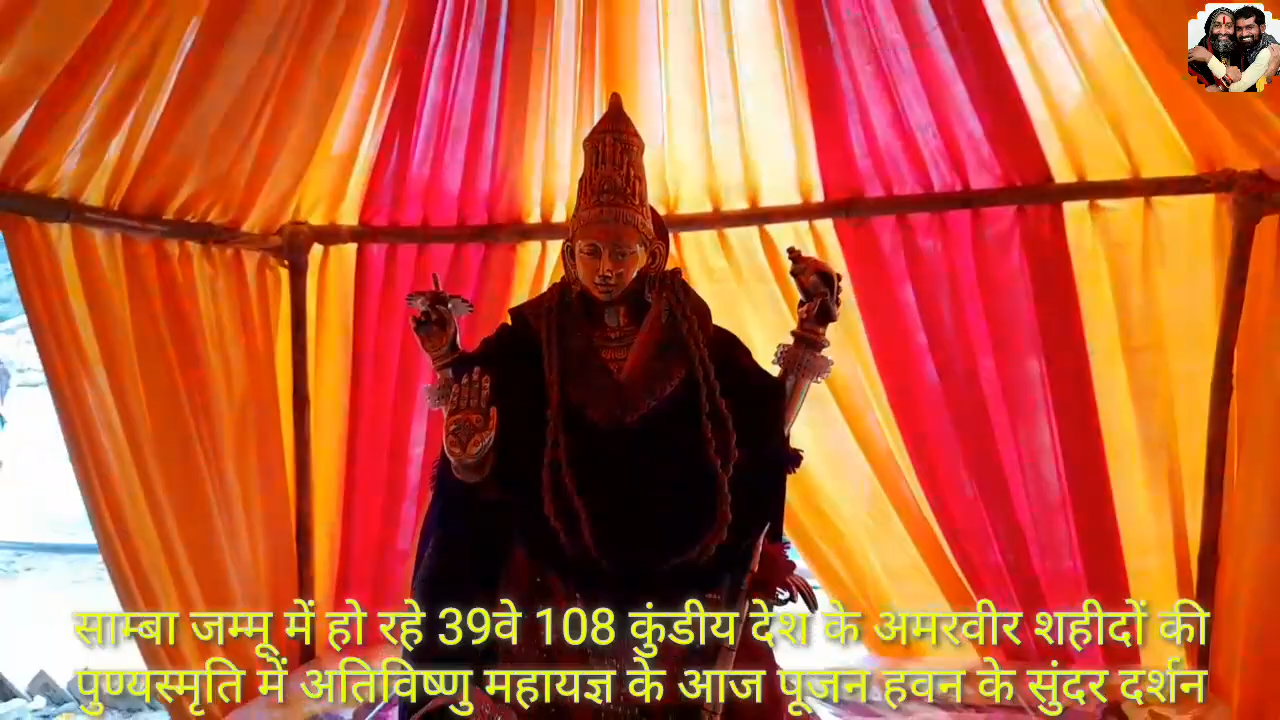 साम्बा जम्मू में हो रहे 39वे 108 कुंडीय देश के अमरवीर शहीदों की
पुण्यस्मृति में अतिविष्णु महायज्ञ के आज पूजन हवन के सुंदर दर्शन